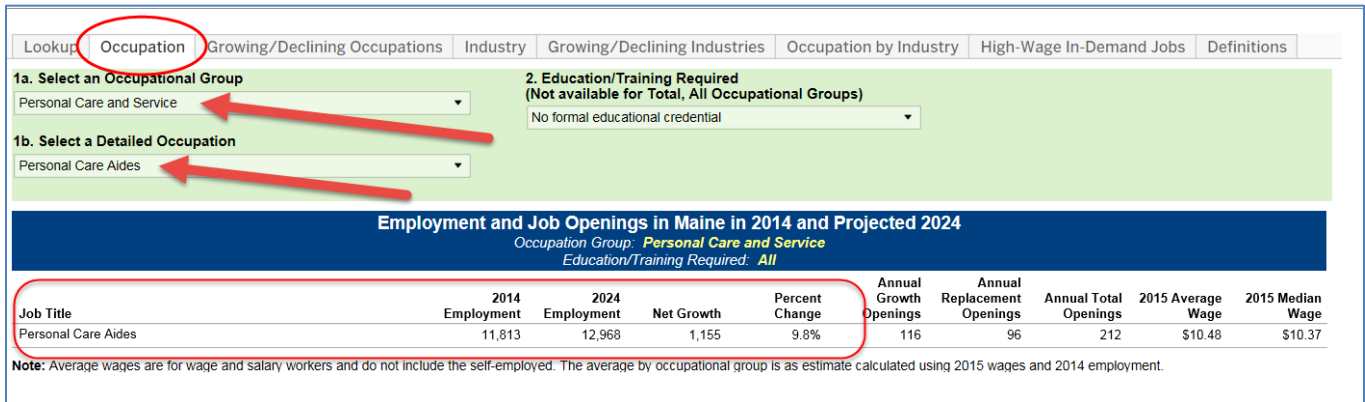 Lookup Occupation Growing/Declining Occupations Industry Growing/Declining Industries Occupation by Industry High-Wage In-Demand Jobs Definitions
1a. Select an Occupational Group
Personal Care and Service
1b. Select a Detailed Occupation
Personal Care Aides
2. Education/Training Required
(Not available for Total, All Occupational Groups)
No formal educational credential
Employment and Job Openings in Maine in 2014 and Projected 2024
Occupation Group: Personal Care and Service
Education/Training Required: All
Job Title 2014 Employment 2024 Employment Net Growth Percent Change Annual Growth Openings Annual Replacement Openings Annual Total Openings 2015 Average Wage 2015 Median Wage
Personal Care Aides 11,813 12,968 1,155 9.8% 116 96 212 $10.48 $10.37
Note: Average wages are for wage and salary workers and do not include the self-employed. The average by occupational group is as estimate calculated using 2015 wages and 2014 employment.